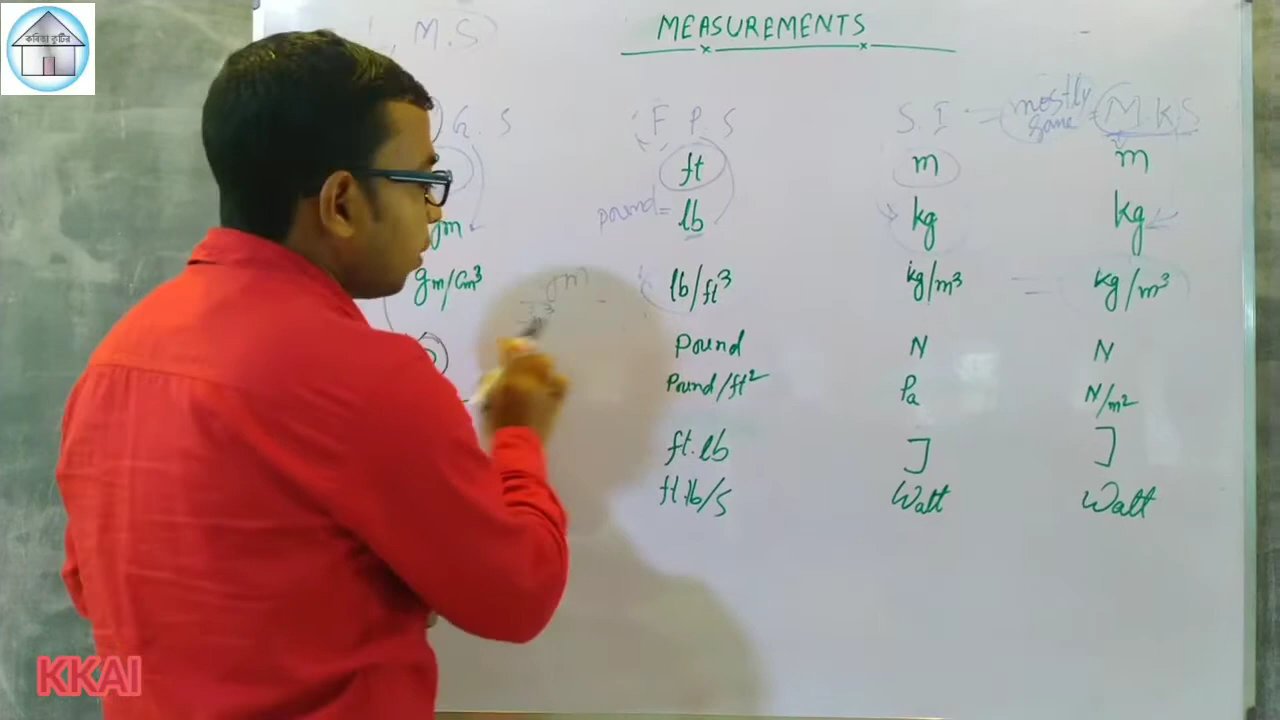 কবিতা কুটির
MEASUREMENTS
M.S
G. S F P. S S. I mostly same = M.K.S
ft m m
pound= lb kg kg
gm/cm³ gm lb/ft³ kg/m³ kg/m³
Pound N N
Pound/ft² Pa N/m²
ft.lb J J
ft.lb/s Watt Watt
KKAI